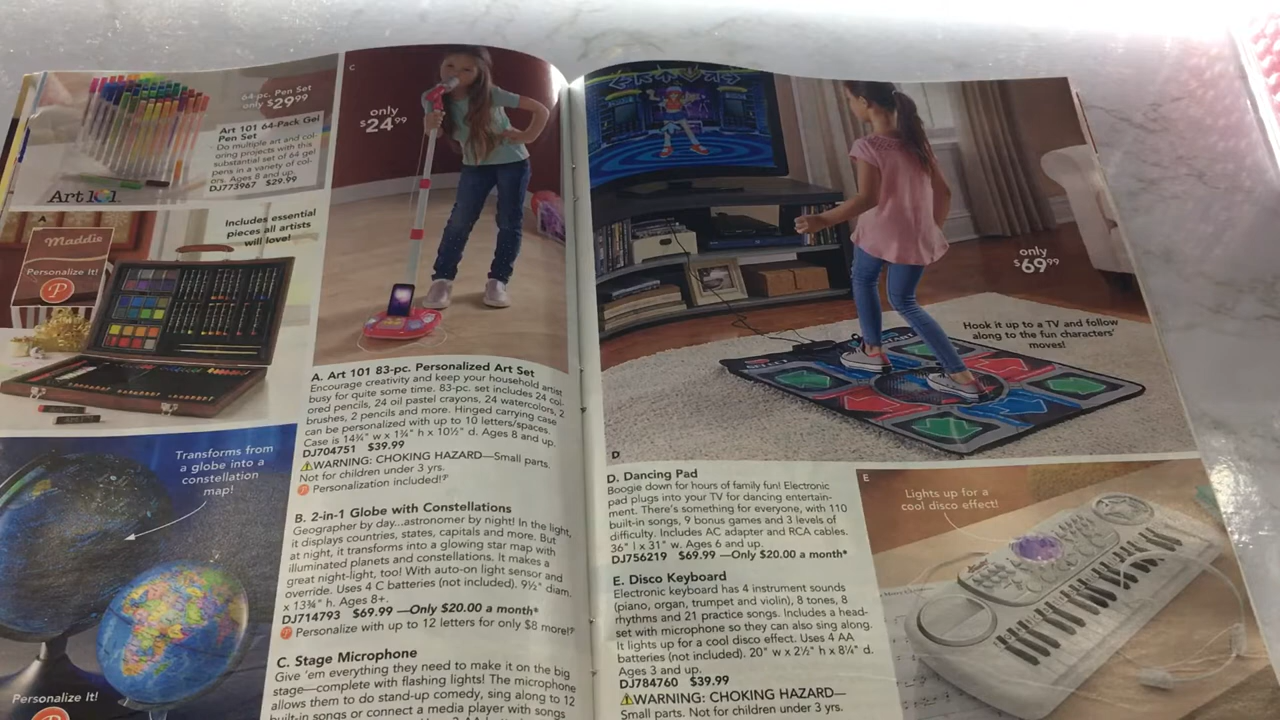 64-pc. Pen Set
only $29⁹⁹
Art 101 64-Pack Gel
Pen Set
Do multiple art and col-
oring projects with this
substantial set of 64 gel
pens in a variety of col-
ors. Ages 8 and up.
DJ773967 $29.99
Art 101
A
Includes essential
pieces all artists
will love!
Maddie
Personalize It!
P
C
only
$24⁹⁹
A. Art 101 83-pc. Personalized Art Set
Encourage creativity and keep your household artist
busy for quite some time. 83-pc. set includes 24 col-
ored pencils, 24 oil pastel crayons, 24 watercolors, 2
brushes, 2 pencils and more. Hinged carrying case
can be personalized with up to 10 letters/spaces.
Case is 14¾" w x 1¾" h x 10½" d. Ages 8 and up.
DJ704751 $39.99
⚠WARNING: CHOKING HAZARD—Small parts.
Not for children under 3 yrs.
P Personalization included!ᵖ
Transforms from
a globe into a
constellation
map!
Personalize It!
P
B. 2-in-1 Globe with Constellations
Geographer by day...astronomer by night! In the light,
it displays countries, states, capitals and more. But
at night, it transforms into a glowing star map with
illuminated planets and constellations. It makes a
great night-light, too! With auto-on light sensor and
override. Uses 4 C batteries (not included). 9½" diam.
x 13¾" h. Ages 8+.
DJ714793 $69.99 —Only $20.00 a month*
P Personalize with up to 12 letters for only $8 more!ᵖ
C. Stage Microphone
Give 'em everything they need to make it on the big
stage—complete with flashing lights! The microphone
allows them to do stand-up comedy, sing along to 12
built-in songs or connect a media player with songs
only
$69⁹⁹
Hook it up to a TV and follow
along to the fun characters'
moves!
D
D. Dancing Pad
Boogie down for hours of family fun! Electronic
pad plugs into your TV for dancing entertain-
ment. There's something for everyone, with 110
built-in songs, 9 bonus games and 3 levels of
difficulty. Includes AC adapter and RCA cables.
36" l x 31" w. Ages 6 and up.
DJ756219 $69.99 —Only $20.00 a month*
E. Disco Keyboard
Electronic keyboard has 4 instrument sounds
(piano, organ, trumpet and violin), 8 tones, 8
rhythms and 21 practice songs. Includes a head-
set with microphone so they can also sing along.
It lights up for a cool disco effect. Uses 4 AA
batteries (not included). 20" w x 2½" h x 8¼" d.
Ages 3 and up.
DJ784760 $39.99
⚠WARNING: CHOKING HAZARD—
Small parts. Not for children under 3 yrs.
E
Lights up for a
cool disco effect!